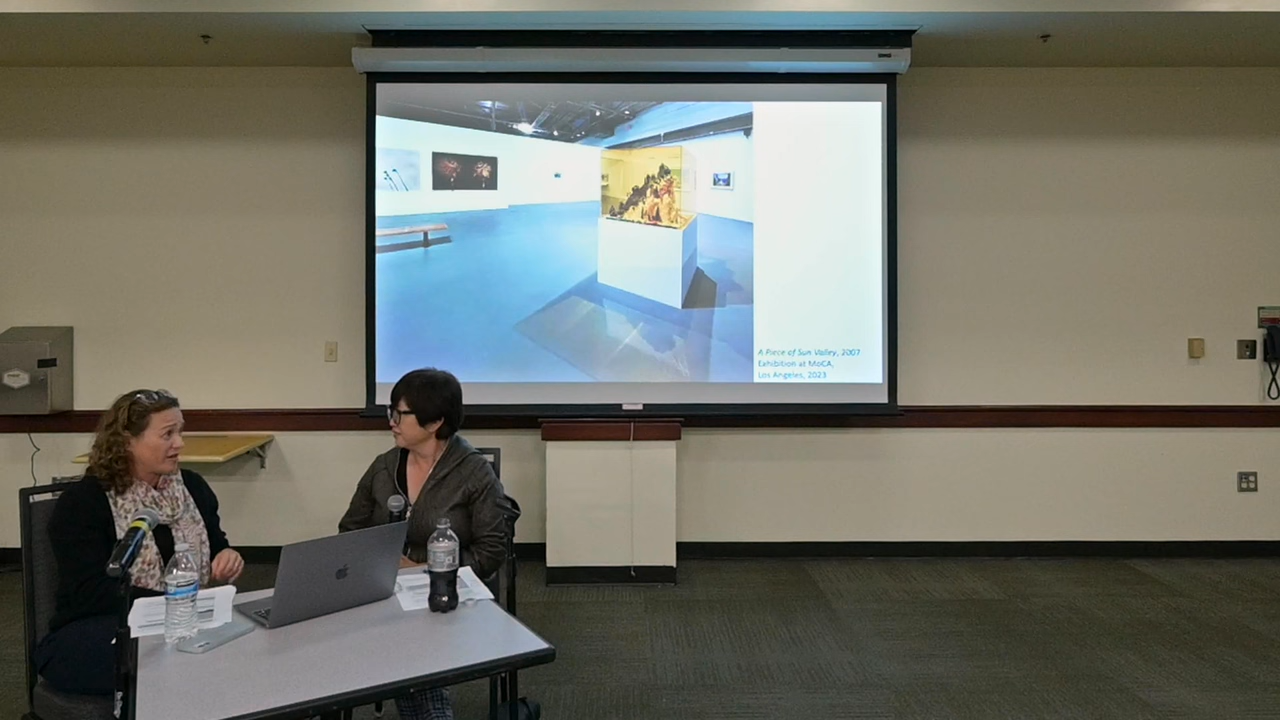 A Piece of Sun Valley, 2007
Exhibition at MoCA,
Los Angeles, 2023